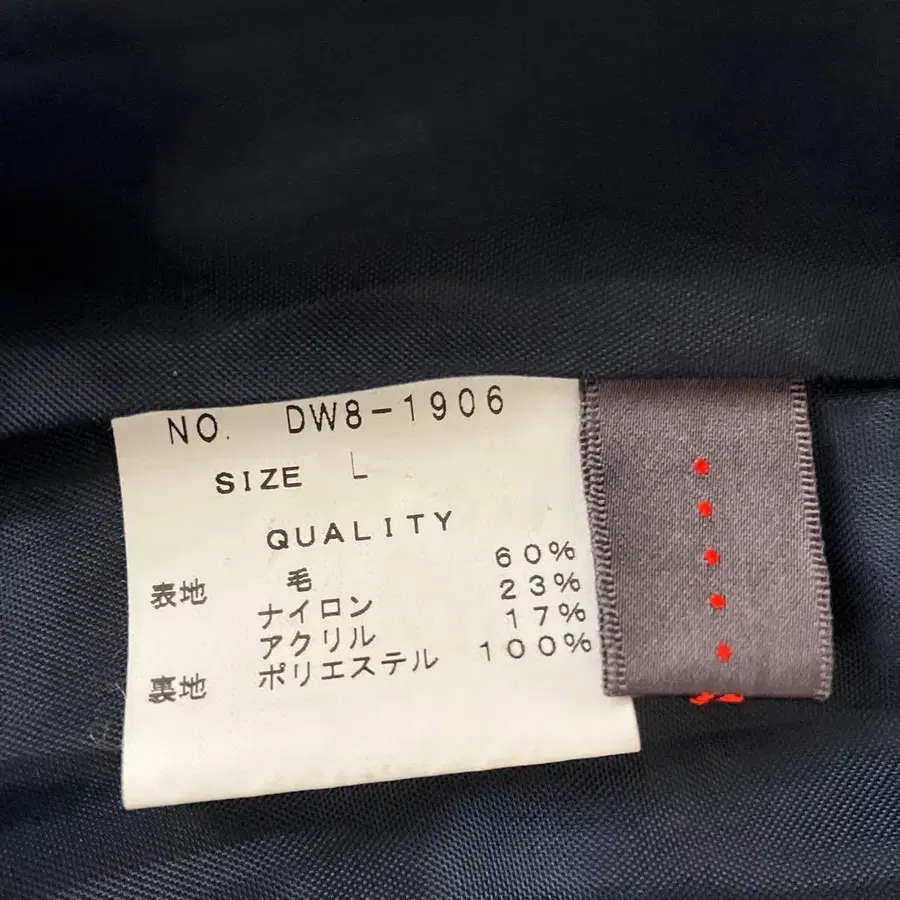 NO. DW8-1906
SIZE L
QUALITY
表地 毛 60%
ナイロン 23%
アクリル 17%
裏地 ポリエステル 100%